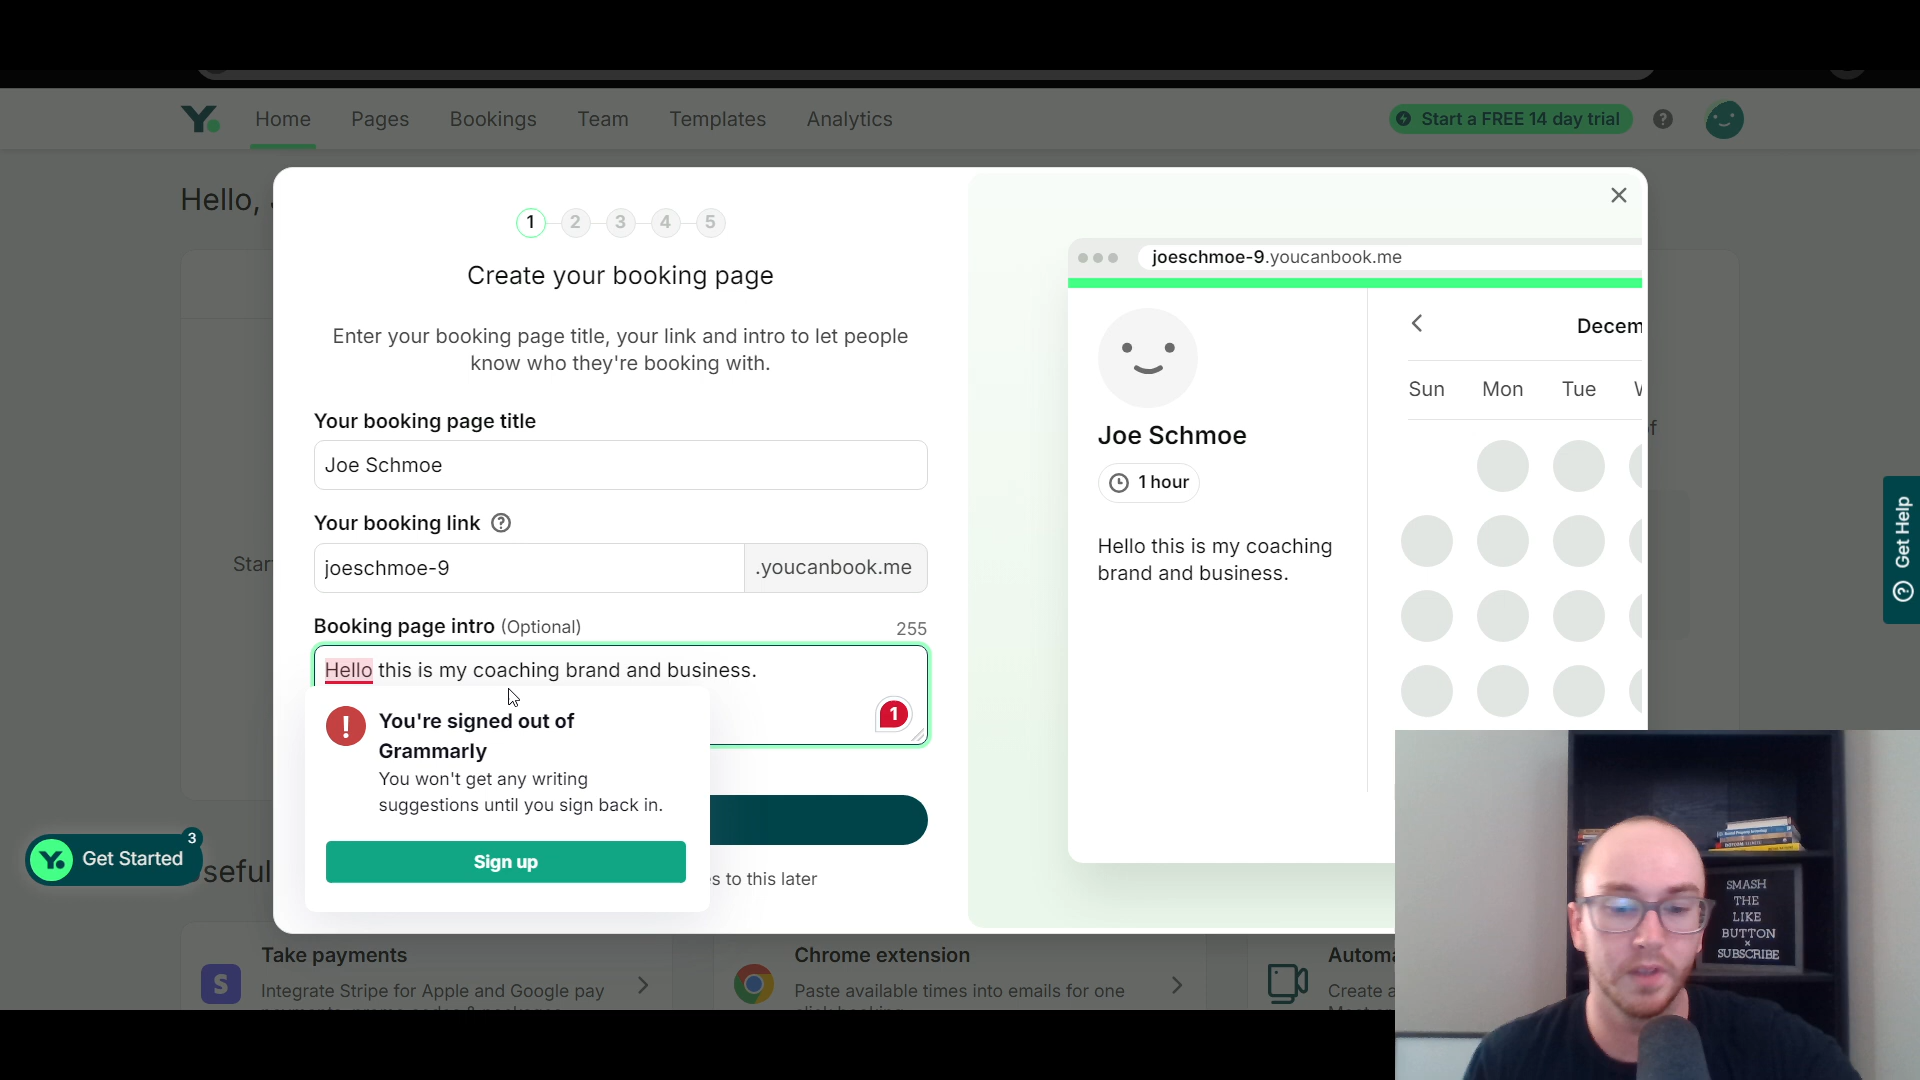 Home
Pages
Bookings
Team
Templates
Analytics
Start a FREE 14 day trial
?
Hello,
1
2
3
4
5
Create your booking page
Enter your booking page title, your link and intro to let people
know who they're booking with.
Your booking page title
Joe Schmoe
Your booking link ?
joeschmoe-9
.youcanbook.me
Booking page intro (Optional)
255
Hello this is my coaching brand and business.
1
!
You're signed out of
Grammarly
You won't get any writing
suggestions until you sign back in.
Sign up
s to this later
joeschmoe-9.youcanbook.me
Joe Schmoe
1 hour
Hello this is my coaching
brand and business.
Decem
Sun
Mon
Tue
Get Help
Get Started
3
seful
Take payments
Integrate Stripe for Apple and Google pay
S
Chrome extension
Paste available times into emails for one
Automa
Create a
SMASH
THE
LIKE
BUTTON
×
SUBSCRIBE